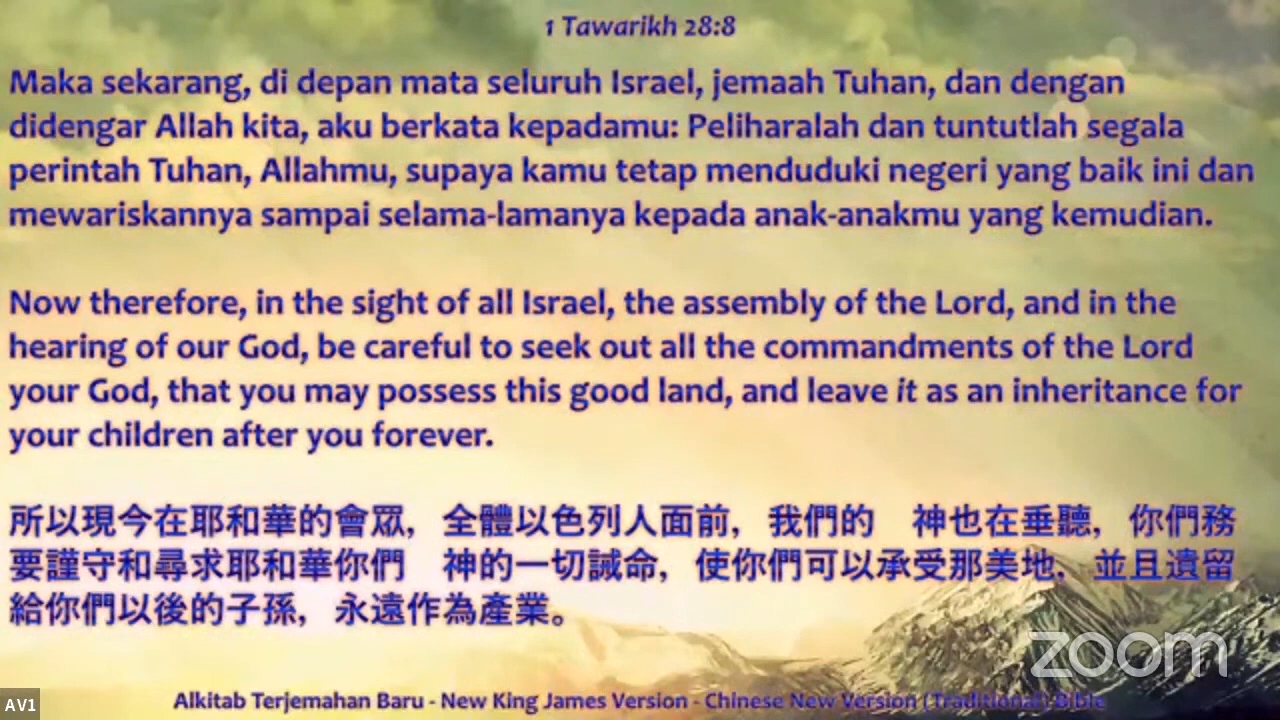 1 Tawarikh 28:8
Maka sekarang, di depan mata seluruh Israel, jemaah Tuhan, dan dengan
didengar Allah kita, aku berkata kepadamu: Peliharalah dan tuntutlah segala
perintah Tuhan, Allahmu, supaya kamu tetap menduduki negeri yang baik ini dan
mewariskannya sampai selama-lamanya kepada anak-anakmu yang kemudian.
Now therefore, in the sight of all Israel, the assembly of the Lord, and in the
hearing of our God, be careful to seek out all the commandments of the Lord
your God, that you may possess this good land, and leave it as an inheritance for
your children after you forever.
所以現今在耶和華的會眾，全體以色列人面前，我們的　神也在垂聽，你們務
要謹守和尋求耶和華你們　神的一切誡命，使你們可以承受那美地，並且遺留
給你們以後的子孫，永遠作為產業。
zoom
Alkitab Terjemahan Baru - New King James Version - Chinese New Version (Traditional) Bible
AV1